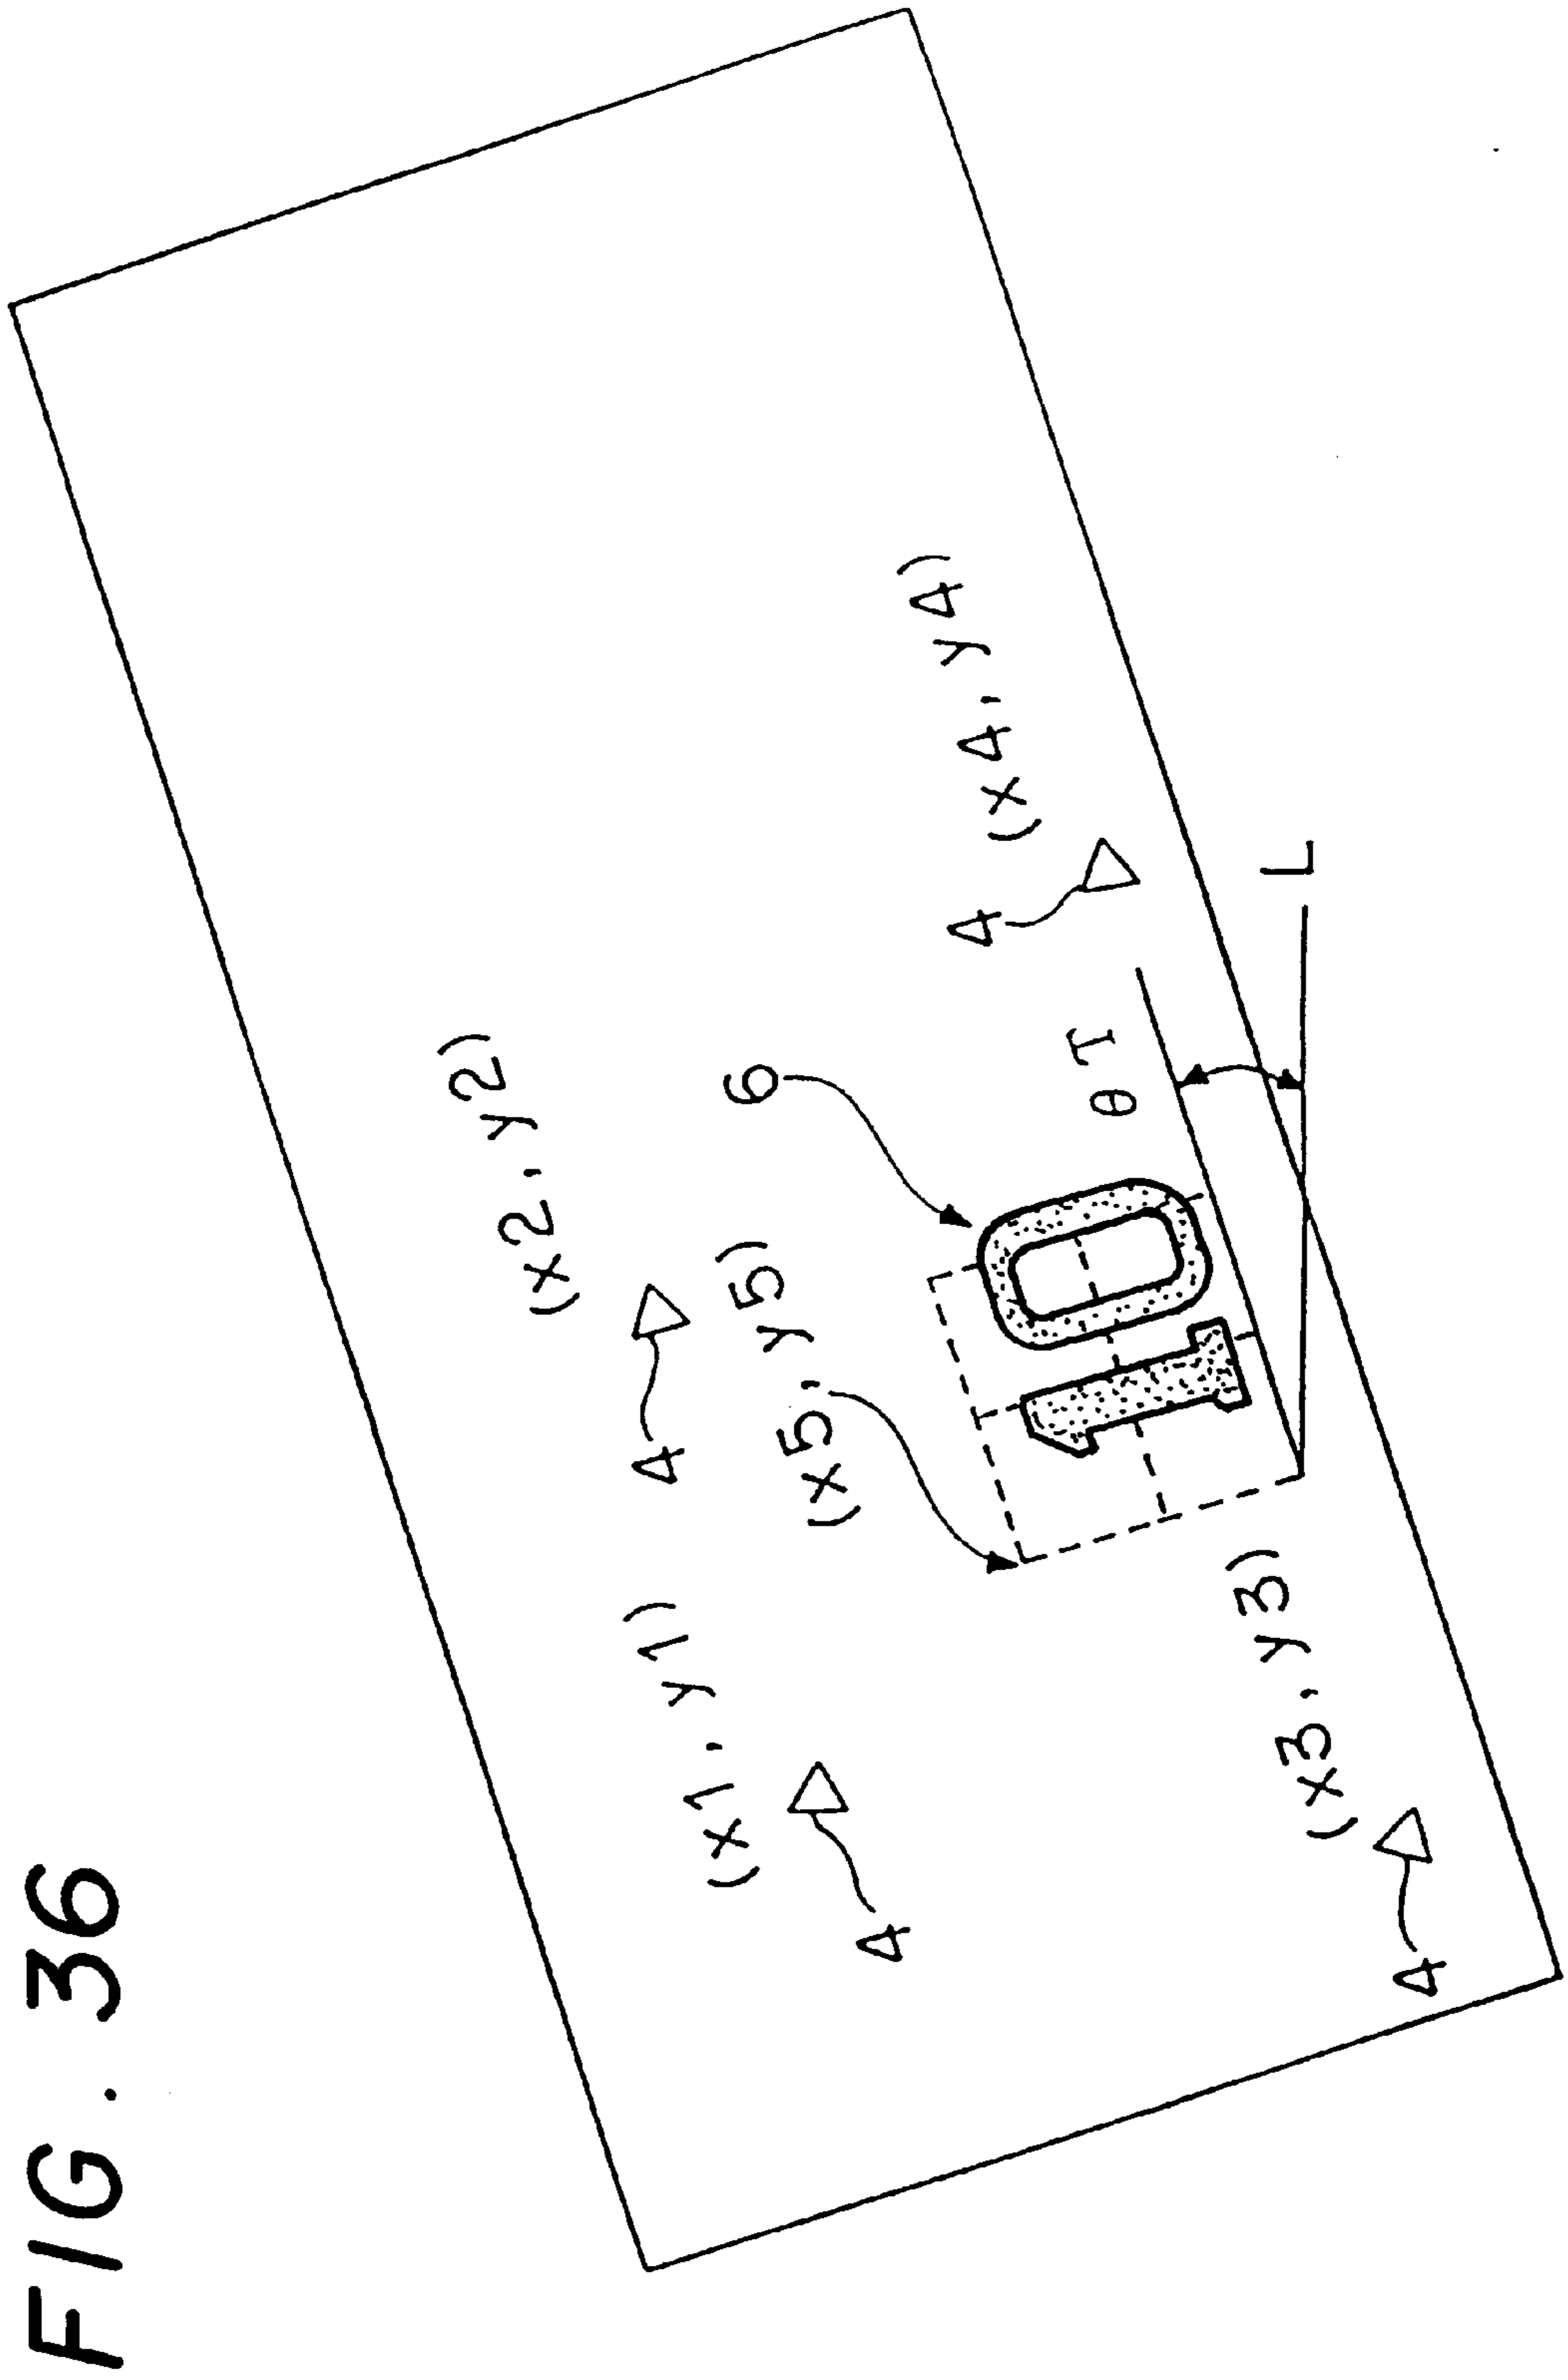 FIG. 36
(x2, y2)
4
(x1, y1)
6
(x5, y5)
4
(x4, y4)
4
10
θT
(x3, y3)
L
4